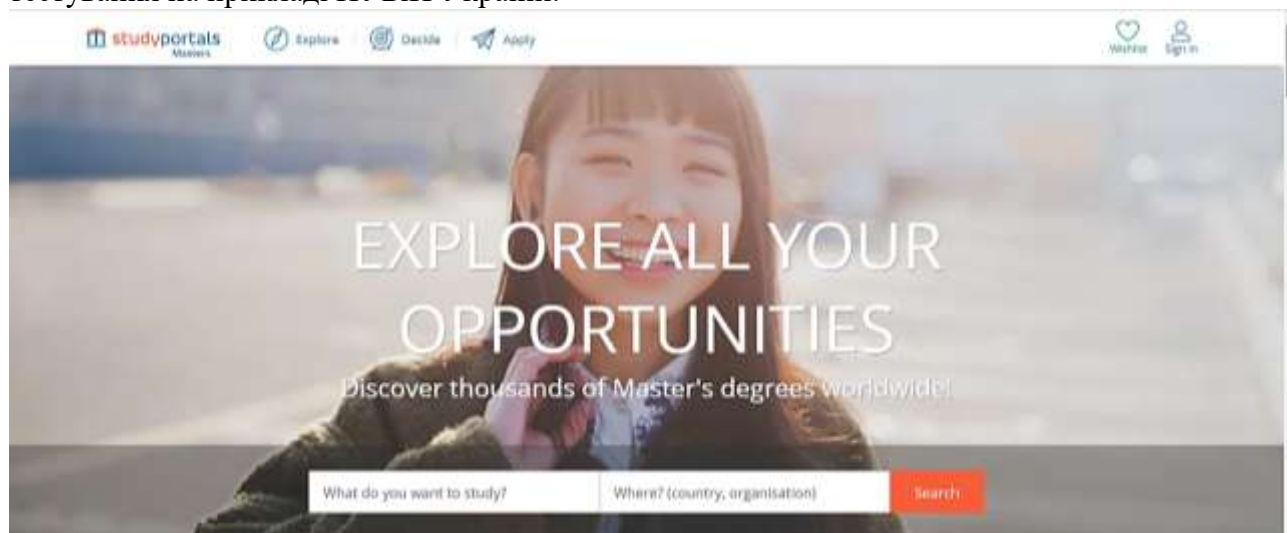 studyportals
Masters
Explore
Decide
Apply
Wishlist
Sign in
EXPLORE ALL YOUR
OPPORTUNITIES
Discover thousands of Master's degrees worldwide!
What do you want to study?
Where? (country, organisation)
Search